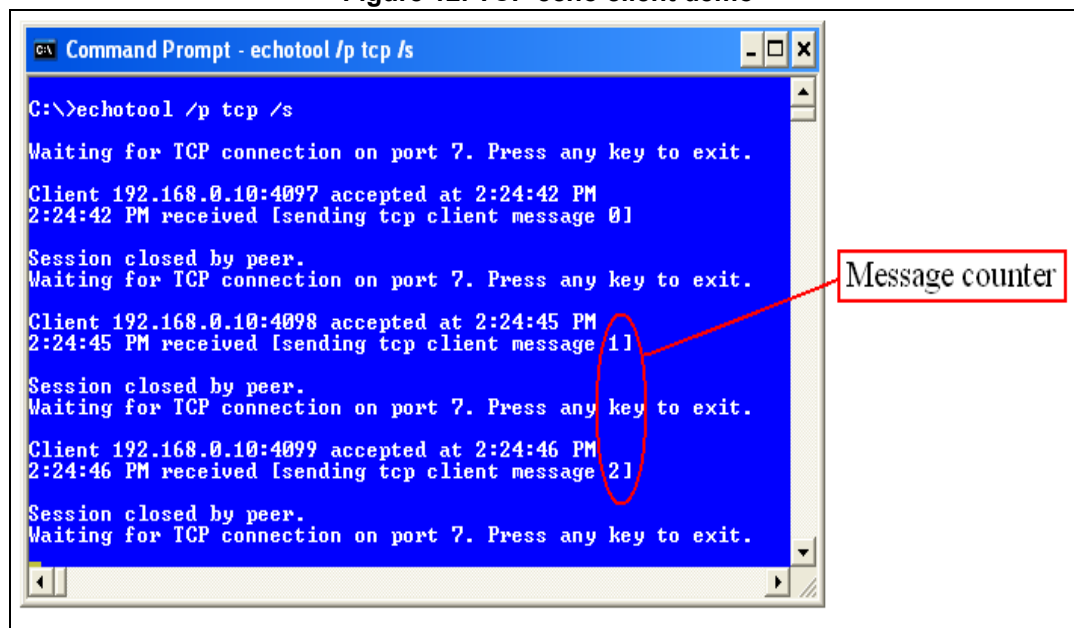 Figure 12. TCP echo client demo
Command Prompt - echotool /p tcp /s
C:\>echotool /p tcp /s
Waiting for TCP connection on port 7. Press any key to exit.
Client 192.168.0.10:4097 accepted at 2:24:42 PM
2:24:42 PM received [sending tcp client message 0]
Session closed by peer.
Waiting for TCP connection on port 7. Press any key to exit.
Client 192.168.0.10:4098 accepted at 2:24:45 PM
2:24:45 PM received [sending tcp client message 1]
Session closed by peer.
Waiting for TCP connection on port 7. Press any key to exit.
Client 192.168.0.10:4099 accepted at 2:24:46 PM
2:24:46 PM received [sending tcp client message 2]
Session closed by peer.
Waiting for TCP connection on port 7. Press any key to exit.
Message counter